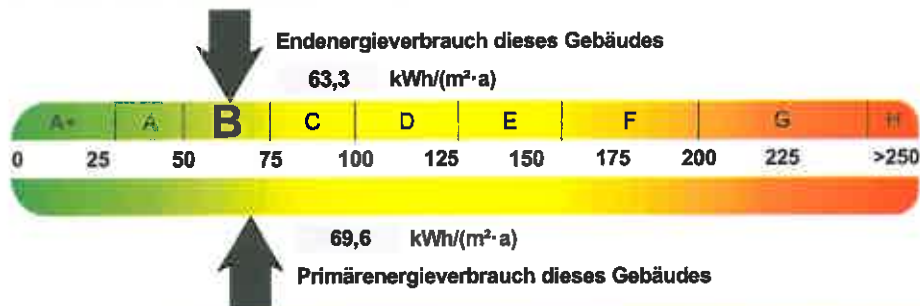 Endenergieverbrauch dieses Gebäudes
63,3 kWh/(m²·a)
A+ A B C D E F G H
0 25 50 75 100 125 150 175 200 225 >250
69,6 kWh/(m²·a)
Primärenergieverbrauch dieses Gebäudes